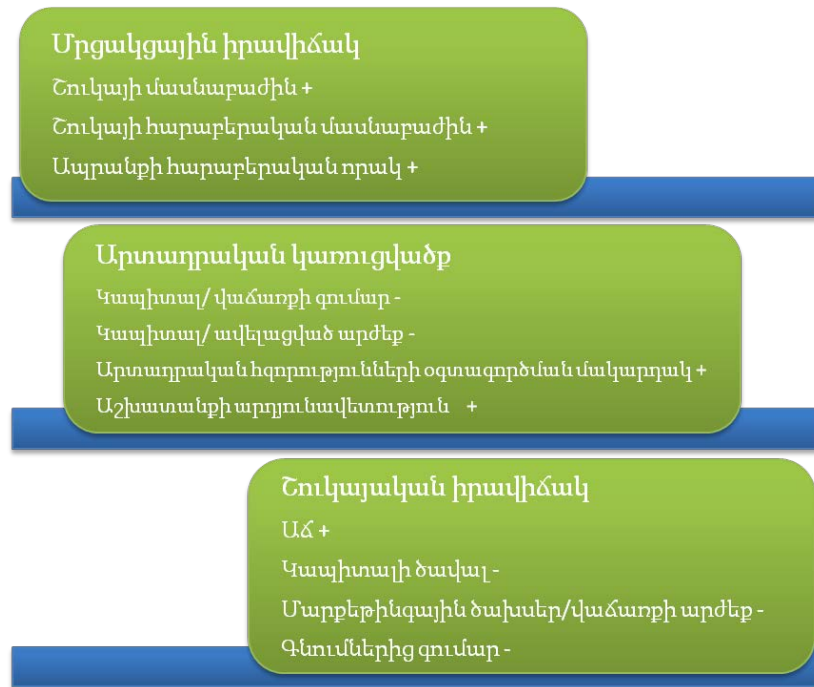 Մրցակցային իրավիճակ
Շուկայի մասնաբաժին +
Շուկայի հարաբերական մասնաբաժին +
Ապրանքի հարաբերական որակ +
Արտադրական կառուցվածք
Կապիտալ/ վաճառքի գումար -
Կապիտալ/ ավելացված արժեք -
Արտադրական հզորությունների օգտագործման մակարդակ +
Աշխատանքի արդյունավետություն +
Շուկայական իրավիճակ
Աճ +
Կապիտալի ծավալ -
Մարքեթինգային ծախսեր/վաճառքի արժեք -
Գնումներից գումար -